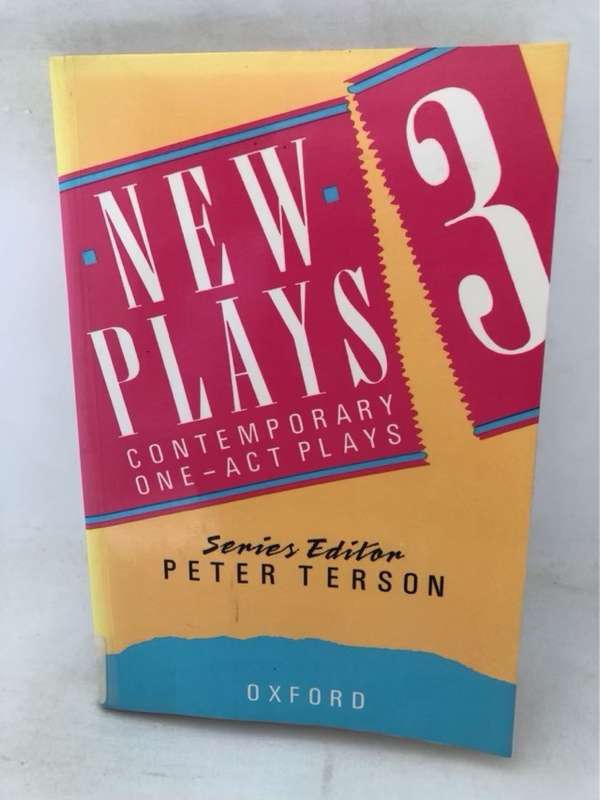 ·NEW·
PLAYS
3
CONTEMPORARY
ONE-ACT PLAYS
Series Editor
PETER TERSON
OXFORD